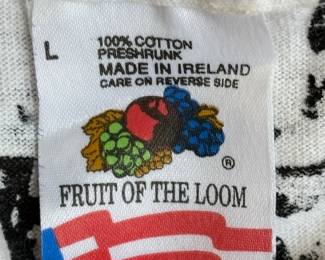 L
100% COTTON
PRESHRUNK
MADE IN IRELAND
CARE ON REVERSE SIDE
®
FRUIT OF THE LOOM